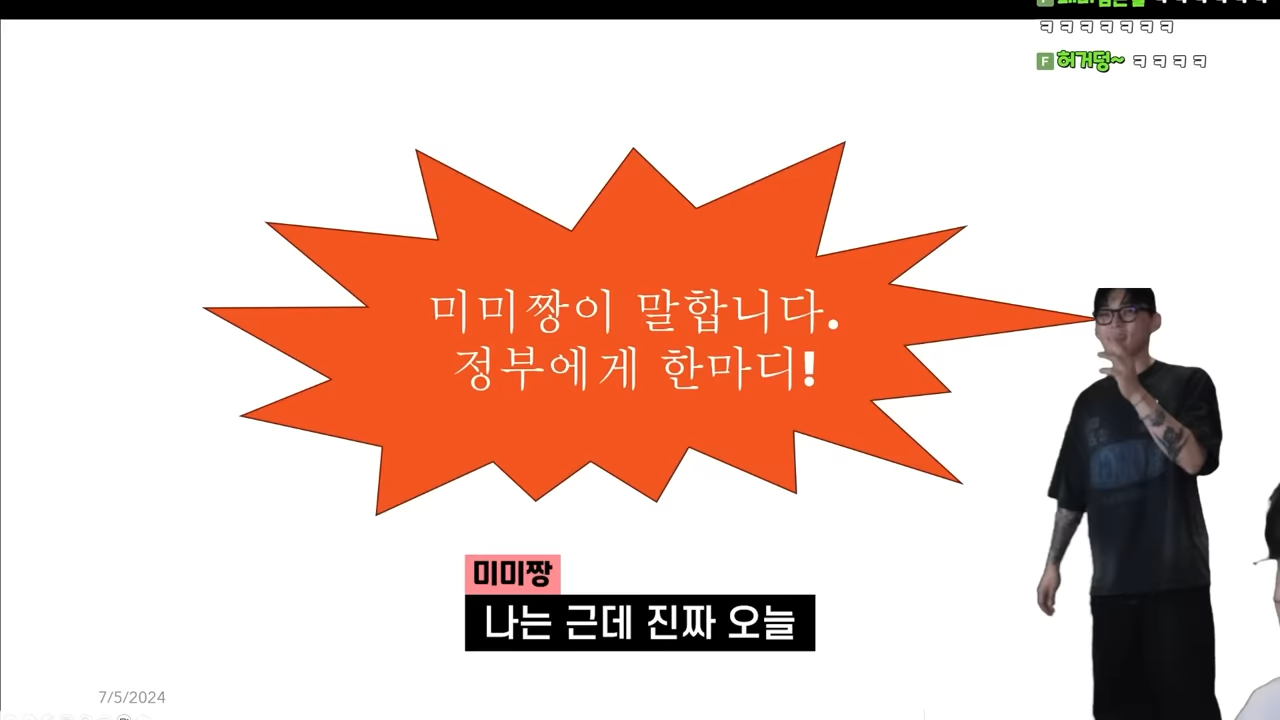 ㅋㅋㅋㅋㅋㅋㅋ
F 허거덩~ ㅋㅋㅋㅋ
미미짱이 말합니다.
정부에게 한마디!
미미짱
나는 근데 진짜 오늘
7/5/2024